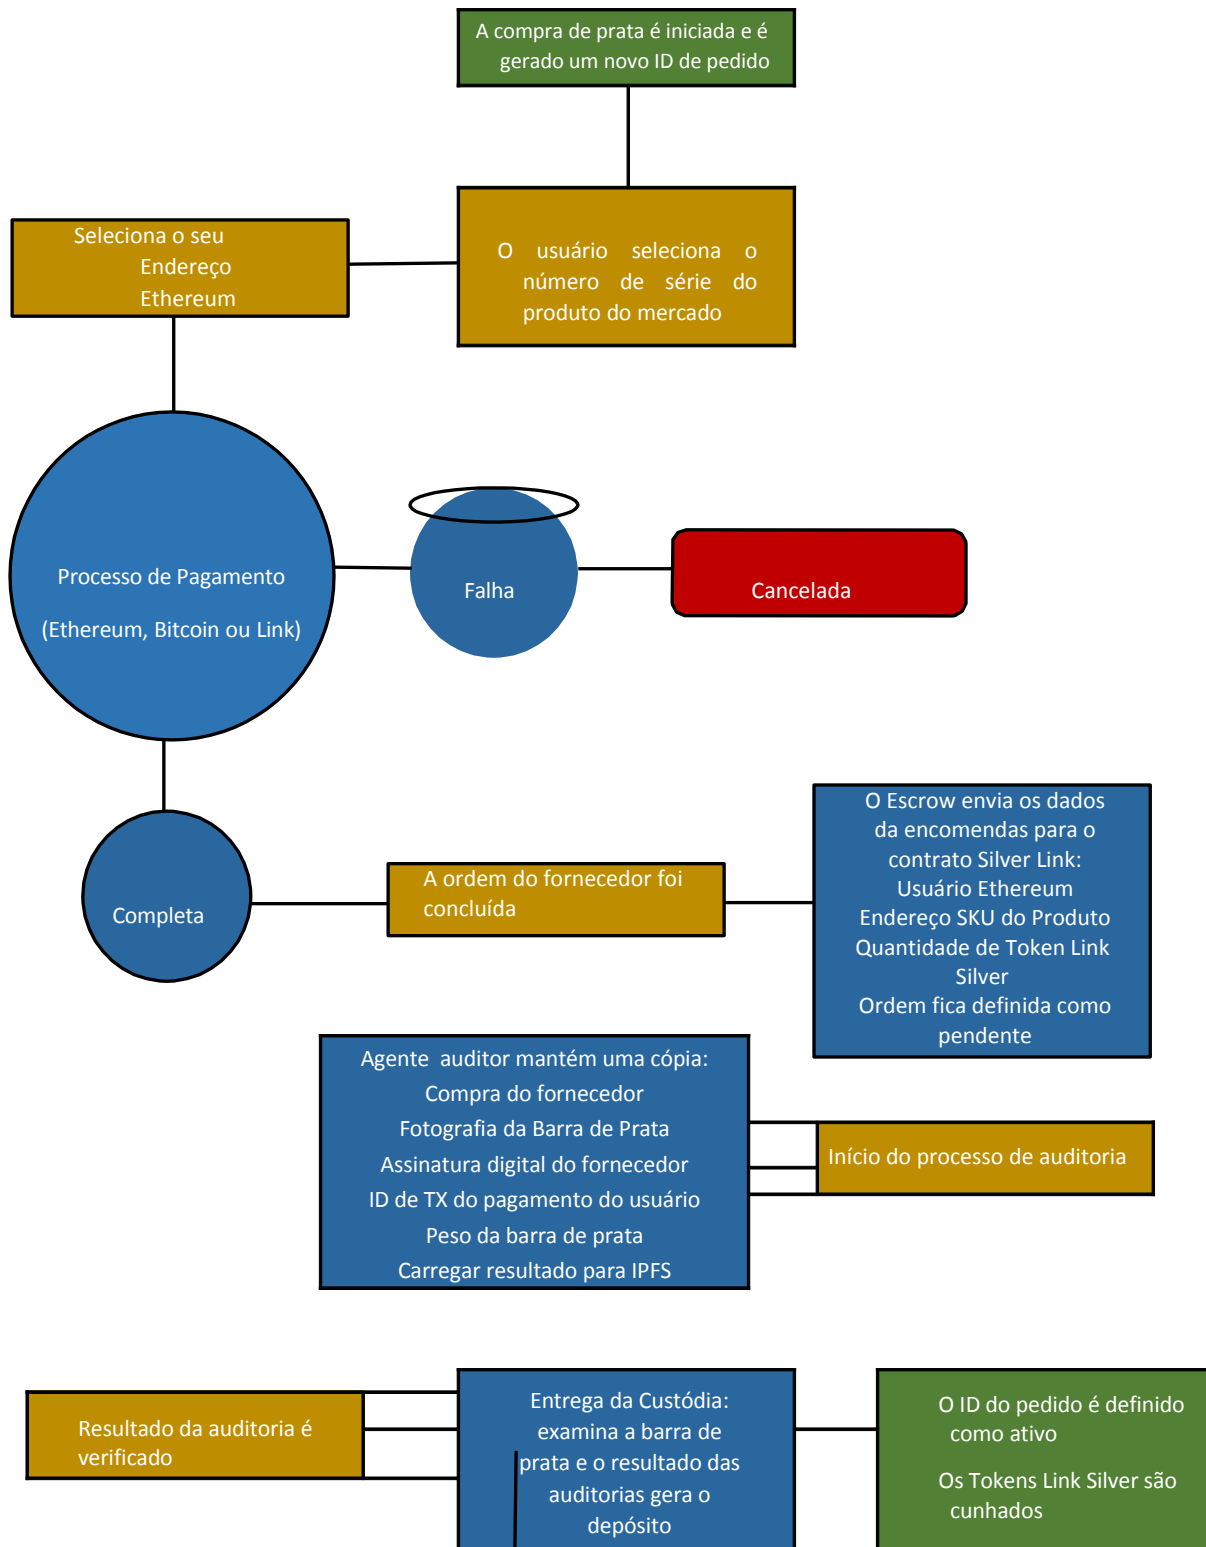 A compra de prata é iniciada e é
gerado um novo ID de pedido
Seleciona o seu
Endereço
Ethereum
O usuário seleciona o
número de série do
produto do mercado
Processo de Pagamento
(Ethereum, Bitcoin ou Link)
Falha
Cancelada
Completa
A ordem do fornecedor foi
concluída
O Escrow envia os dados
da encomendas para o
contrato Silver Link:
Usuário Ethereum
Endereço SKU do Produto
Quantidade de Token Link
Silver
Ordem fica definida como
pendente
Agente auditor mantém uma cópia:
Compra do fornecedor
Fotografia da Barra de Prata
Assinatura digital do fornecedor
ID de TX do pagamento do usuário
Peso da barra de prata
Carregar resultado para IPFS
Início do processo de auditoria
Resultado da auditoria é
verificado
Entrega da Custódia:
examina a barra de
prata e o resultado das
auditorias gera o
depósito
O ID do pedido é definido
como ativo
Os Tokens Link Silver são
cunhados